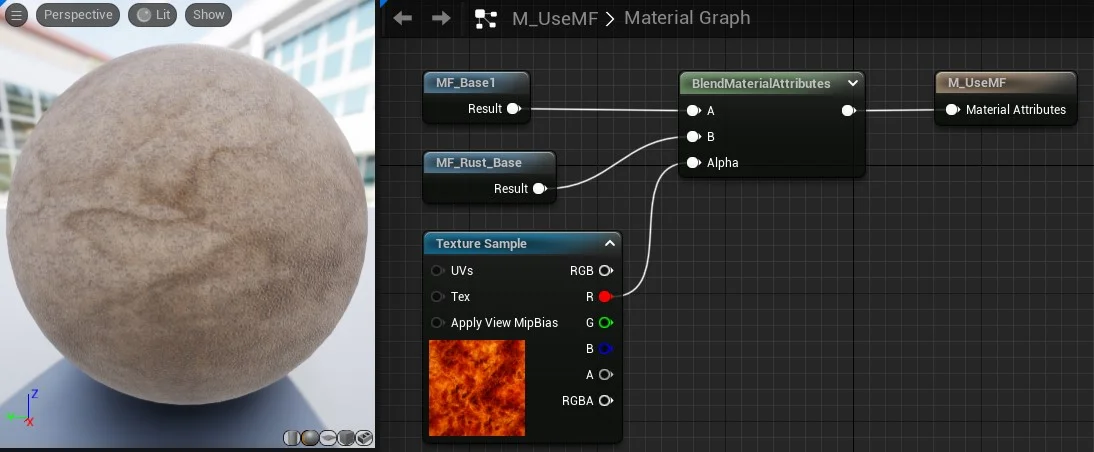 Perspective
Lit
Show
M_UseMF > Material Graph
MF_Base1
Result
MF_Rust_Base
Result
Texture Sample
UVs
RGB
Tex
R
Apply View MipBias
G
B
A
RGBA
BlendMaterialAttributes
A
B
Alpha
M_UseMF
Material Attributes
Z
X